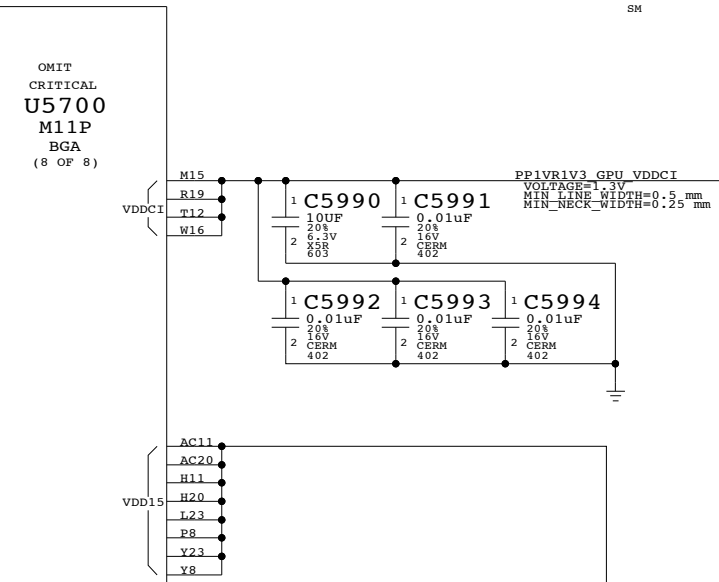 SM
OMIT
CRITICAL
U5700
M11P
BGA
(8 OF 8)
VDDCI
M15
R19
T12
W16
PP1VR1V3_GPU_VDDCI
VOLTAGE=1.3V
MIN_LINE_WIDTH=0.5 mm
MIN_NECK_WIDTH=0.25 mm
1 C5990
10UF
20%
6.3V
2 X5R
603
1 C5991
0.01uF
20%
16V
2 CERM
402
1 C5992
0.01uF
20%
16V
2 CERM
402
1 C5993
0.01uF
20%
16V
2 CERM
402
1 C5994
0.01uF
20%
16V
2 CERM
402
VDD15
AC11
AC20
H11
H20
L23
P8
Y23
Y8